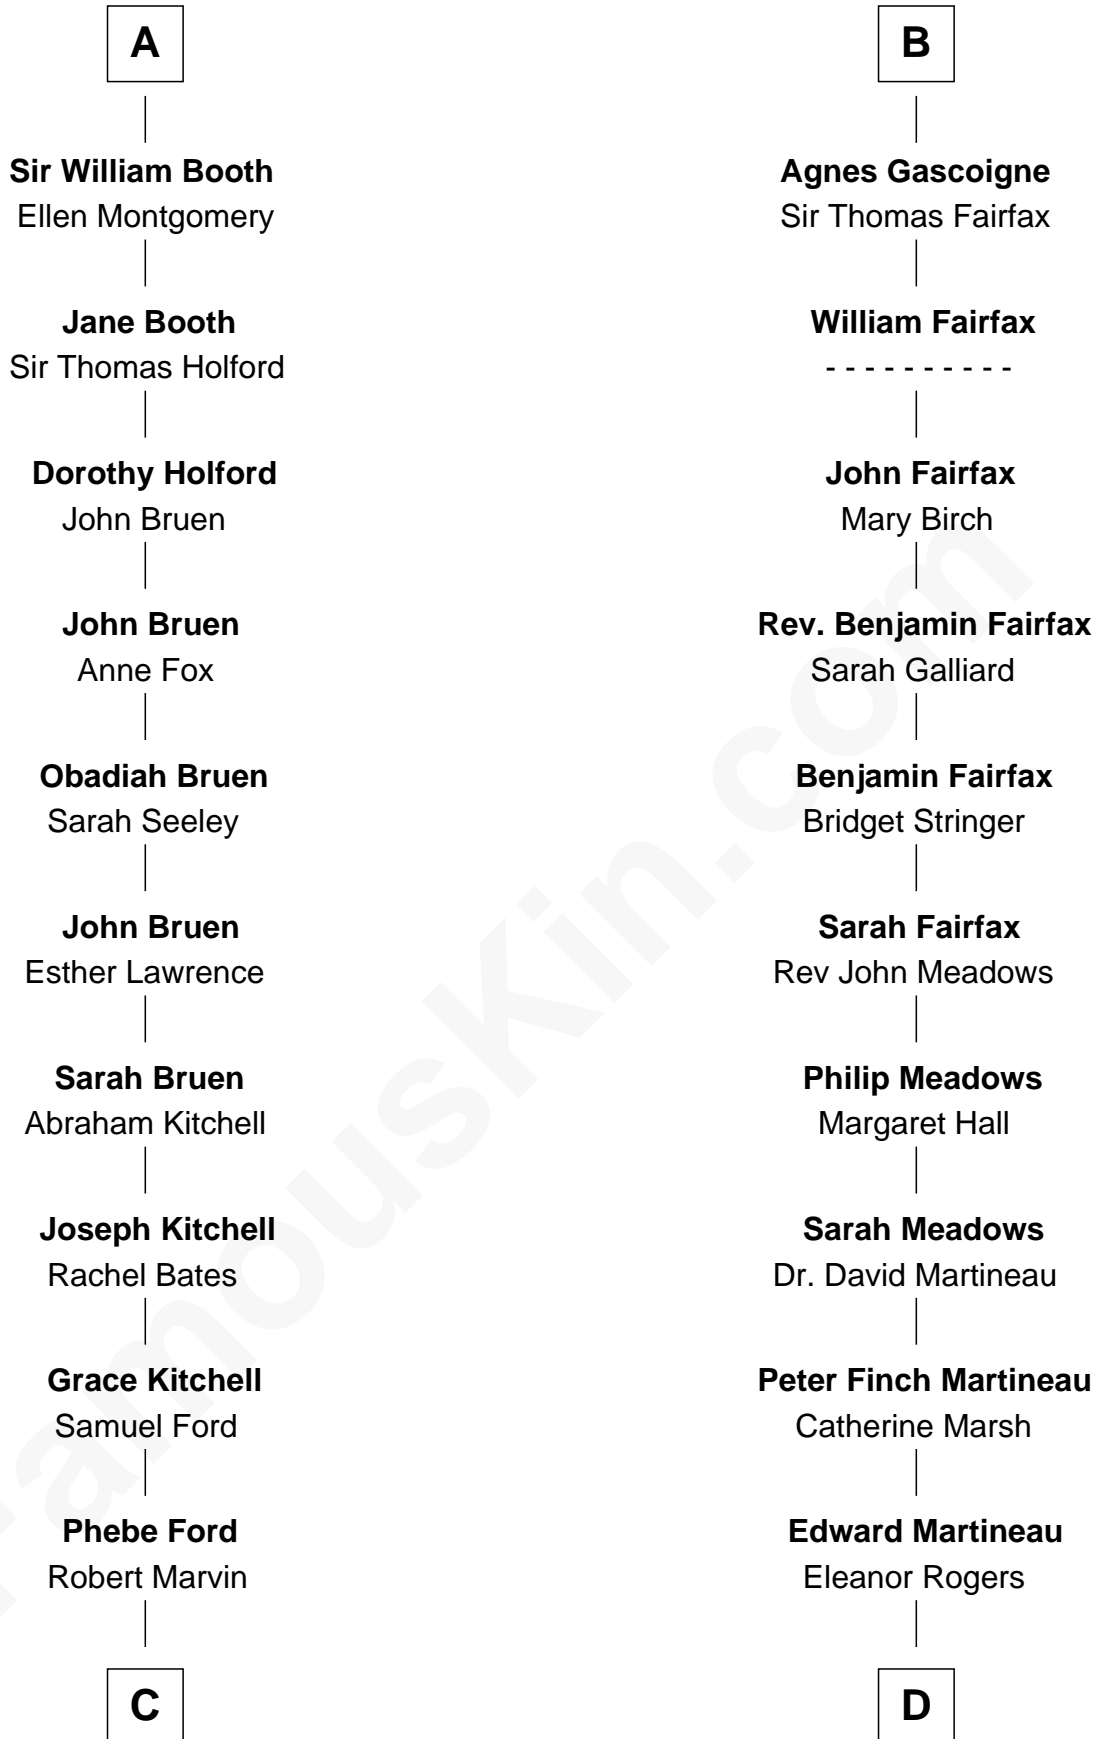 A
Sir William Booth
Ellen Montgomery
Jane Booth
Sir Thomas Holford
Dorothy Holford
John Bruen
John Bruen
Anne Fox
Obadiah Bruen
Sarah Seeley
John Bruen
Esther Lawrence
Sarah Bruen
Abraham Kitchell
Joseph Kitchell
Rachel Bates
Grace Kitchell
Samuel Ford
Phebe Ford
Robert Marvin
C
B
Agnes Gascoigne
Sir Thomas Fairfax
William Fairfax
- - - - - - - - - -
John Fairfax
Mary Birch
Rev. Benjamin Fairfax
Sarah Galliard
Benjamin Fairfax
Bridget Stringer
Sarah Fairfax
Rev John Meadows
Philip Meadows
Margaret Hall
Sarah Meadows
Dr. David Martineau
Peter Finch Martineau
Catherine Marsh
Edward Martineau
Eleanor Rogers
D
FamousKin.com